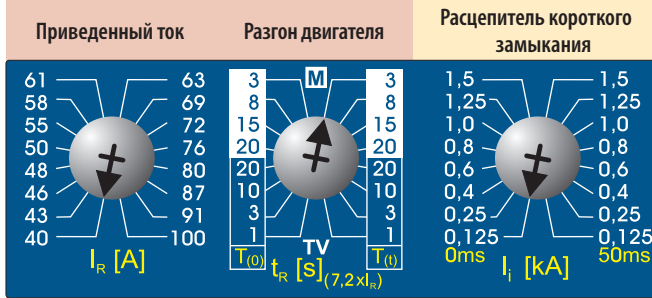 Приведенный ток
Разгон двигателя
Расцепитель короткого
замыкания
61 63
58 69
55 72
50 76
48 80
46 87
43 91
40 100
I_R [A]
M
3 3
8 8
15 15
20 20
20 20
10 10
3 3
1 1
TV
T(0) T(t)
t_R [s](7,2xI_R)
1,5 1,5
1,25 1,25
1,0 1,0
0,8 0,8
0,6 0,6
0,4 0,4
0,25 0,25
0,125 0,125
0ms 50ms
I_i [kA]